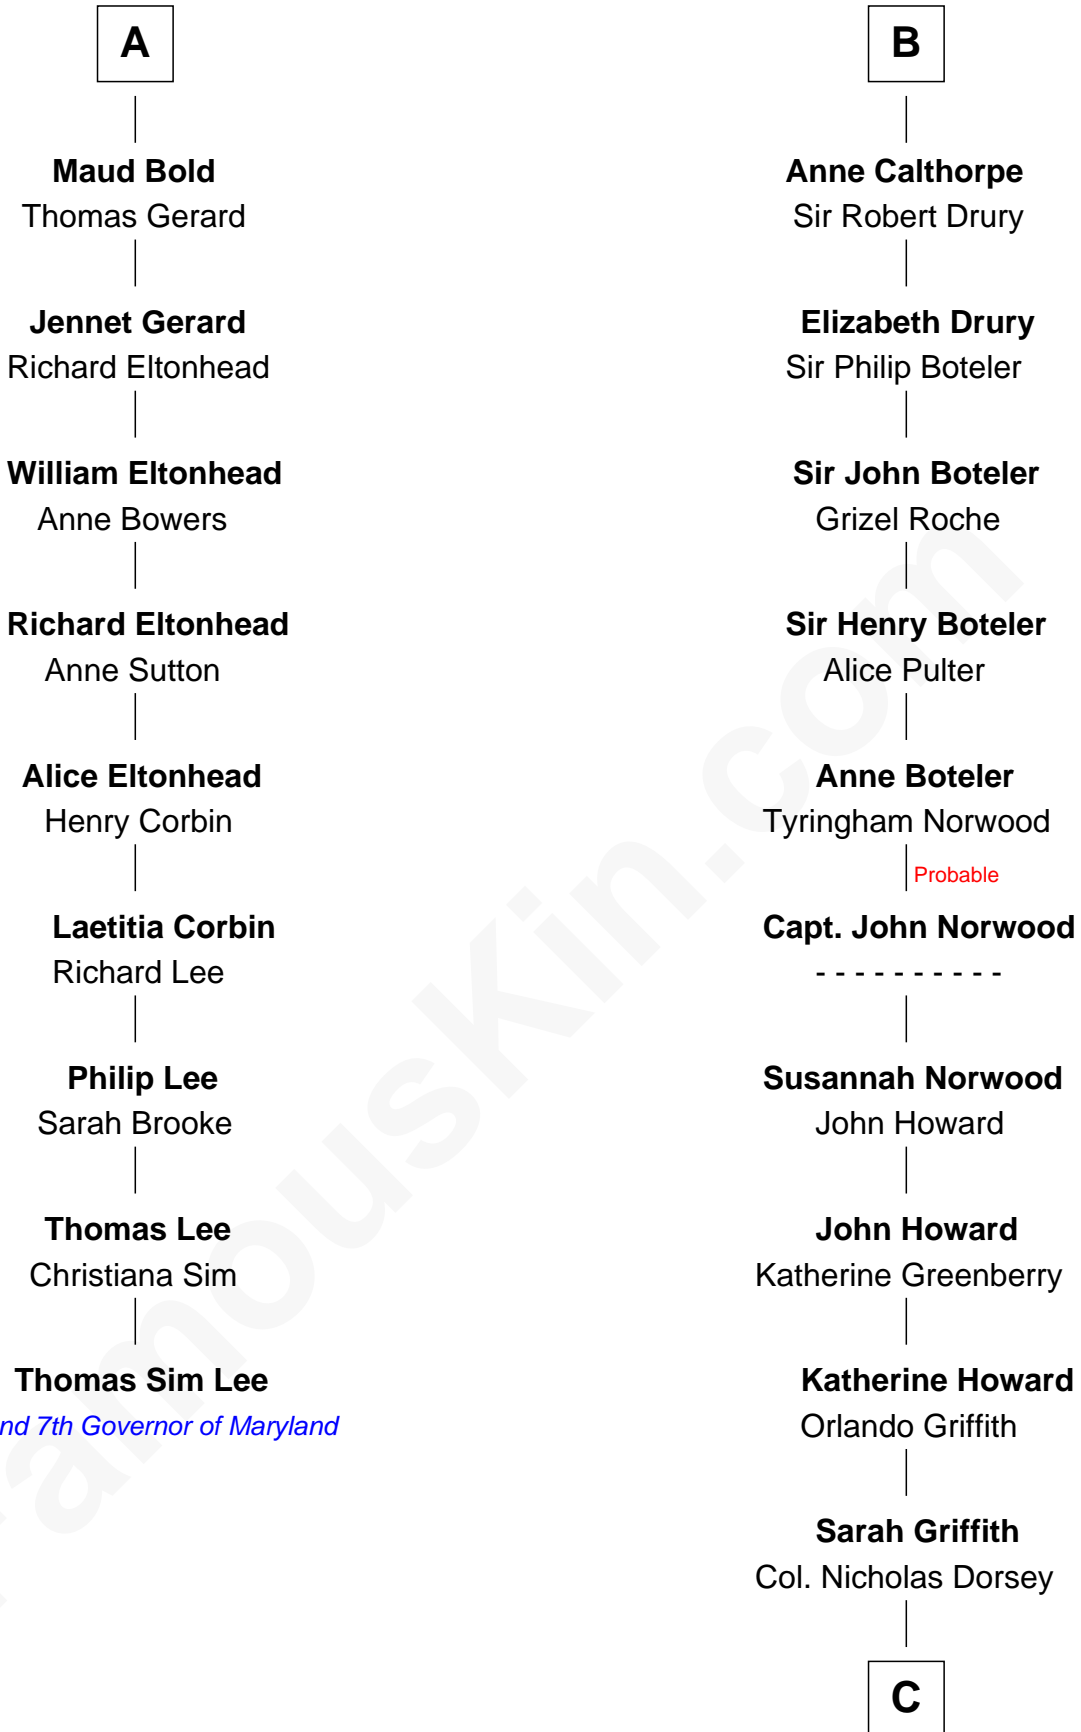 A
Maud Bold
Thomas Gerard
Jennet Gerard
Richard Eltonhead
William Eltonhead
Anne Bowers
Richard Eltonhead
Anne Sutton
Alice Eltonhead
Henry Corbin
Laetitia Corbin
Richard Lee
Philip Lee
Sarah Brooke
Thomas Lee
Christiana Sim
Thomas Sim Lee
nd 7th Governor of Maryland
B
Anne Calthorpe
Sir Robert Drury
Elizabeth Drury
Sir Philip Boteler
Sir John Boteler
Grizel Roche
Sir Henry Boteler
Alice Pulter
Anne Boteler
Tyringham Norwood
Probable
Capt. John Norwood
- - - - - - - - - -
Susannah Norwood
John Howard
John Howard
Katherine Greenberry
Katherine Howard
Orlando Griffith
Sarah Griffith
Col. Nicholas Dorsey
C
FamousKin.com